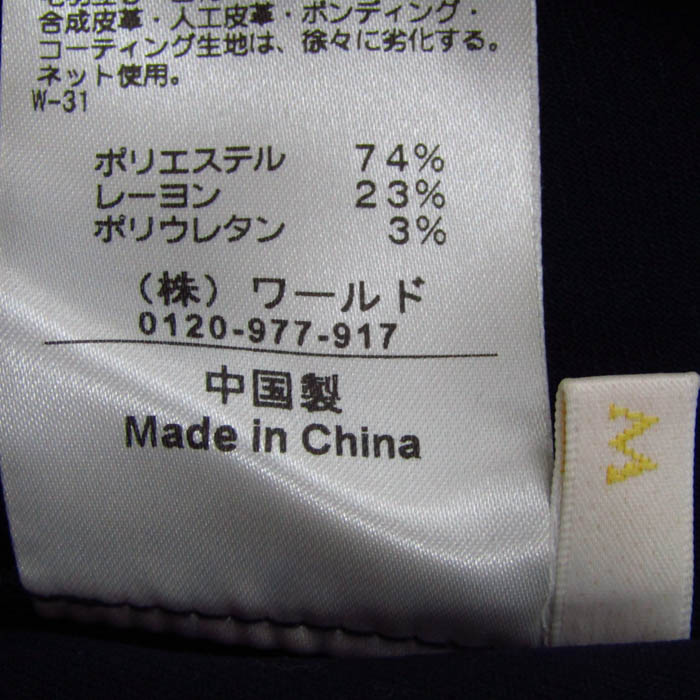 合成皮革・人工皮革・ボンディング・
コーティング生地は、徐々に劣化する。
ネット使用。
W-31
ポリエステル 74%
レーヨン 23%
ポリウレタン 3%
(株) ワールド
0120-977-917
中国製
Made in China
M